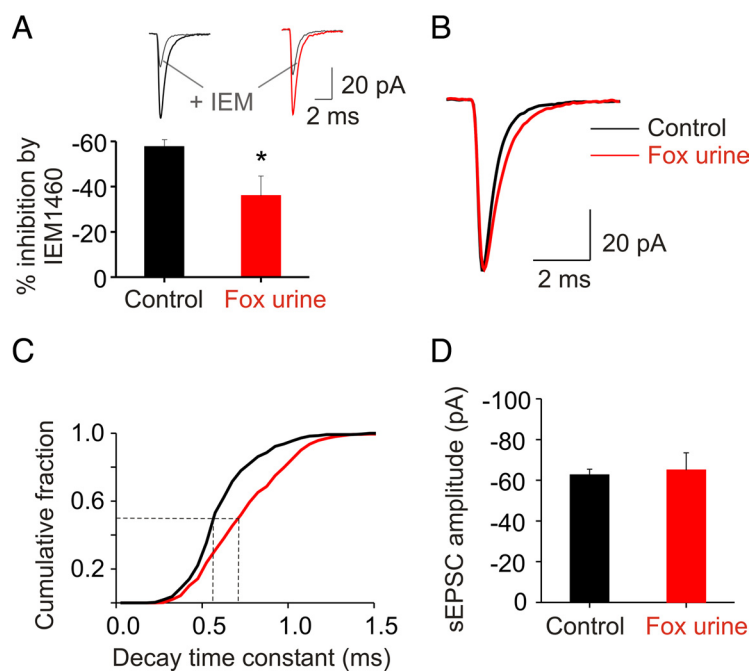 A
+ IEM
20 pA
2 ms
% inhibition by
IEM1460
-60
-40
-20
0
Control
Fox urine
*
B
Control
Fox urine
20 pA
2 ms
C
Cumulative fraction
1.0
0.6
0.2
0.0
0.5
1.0
1.5
Decay time constant (ms)
D
sEPSC amplitude (pA)
-100
-80
-60
-40
-20
0
Control
Fox urine